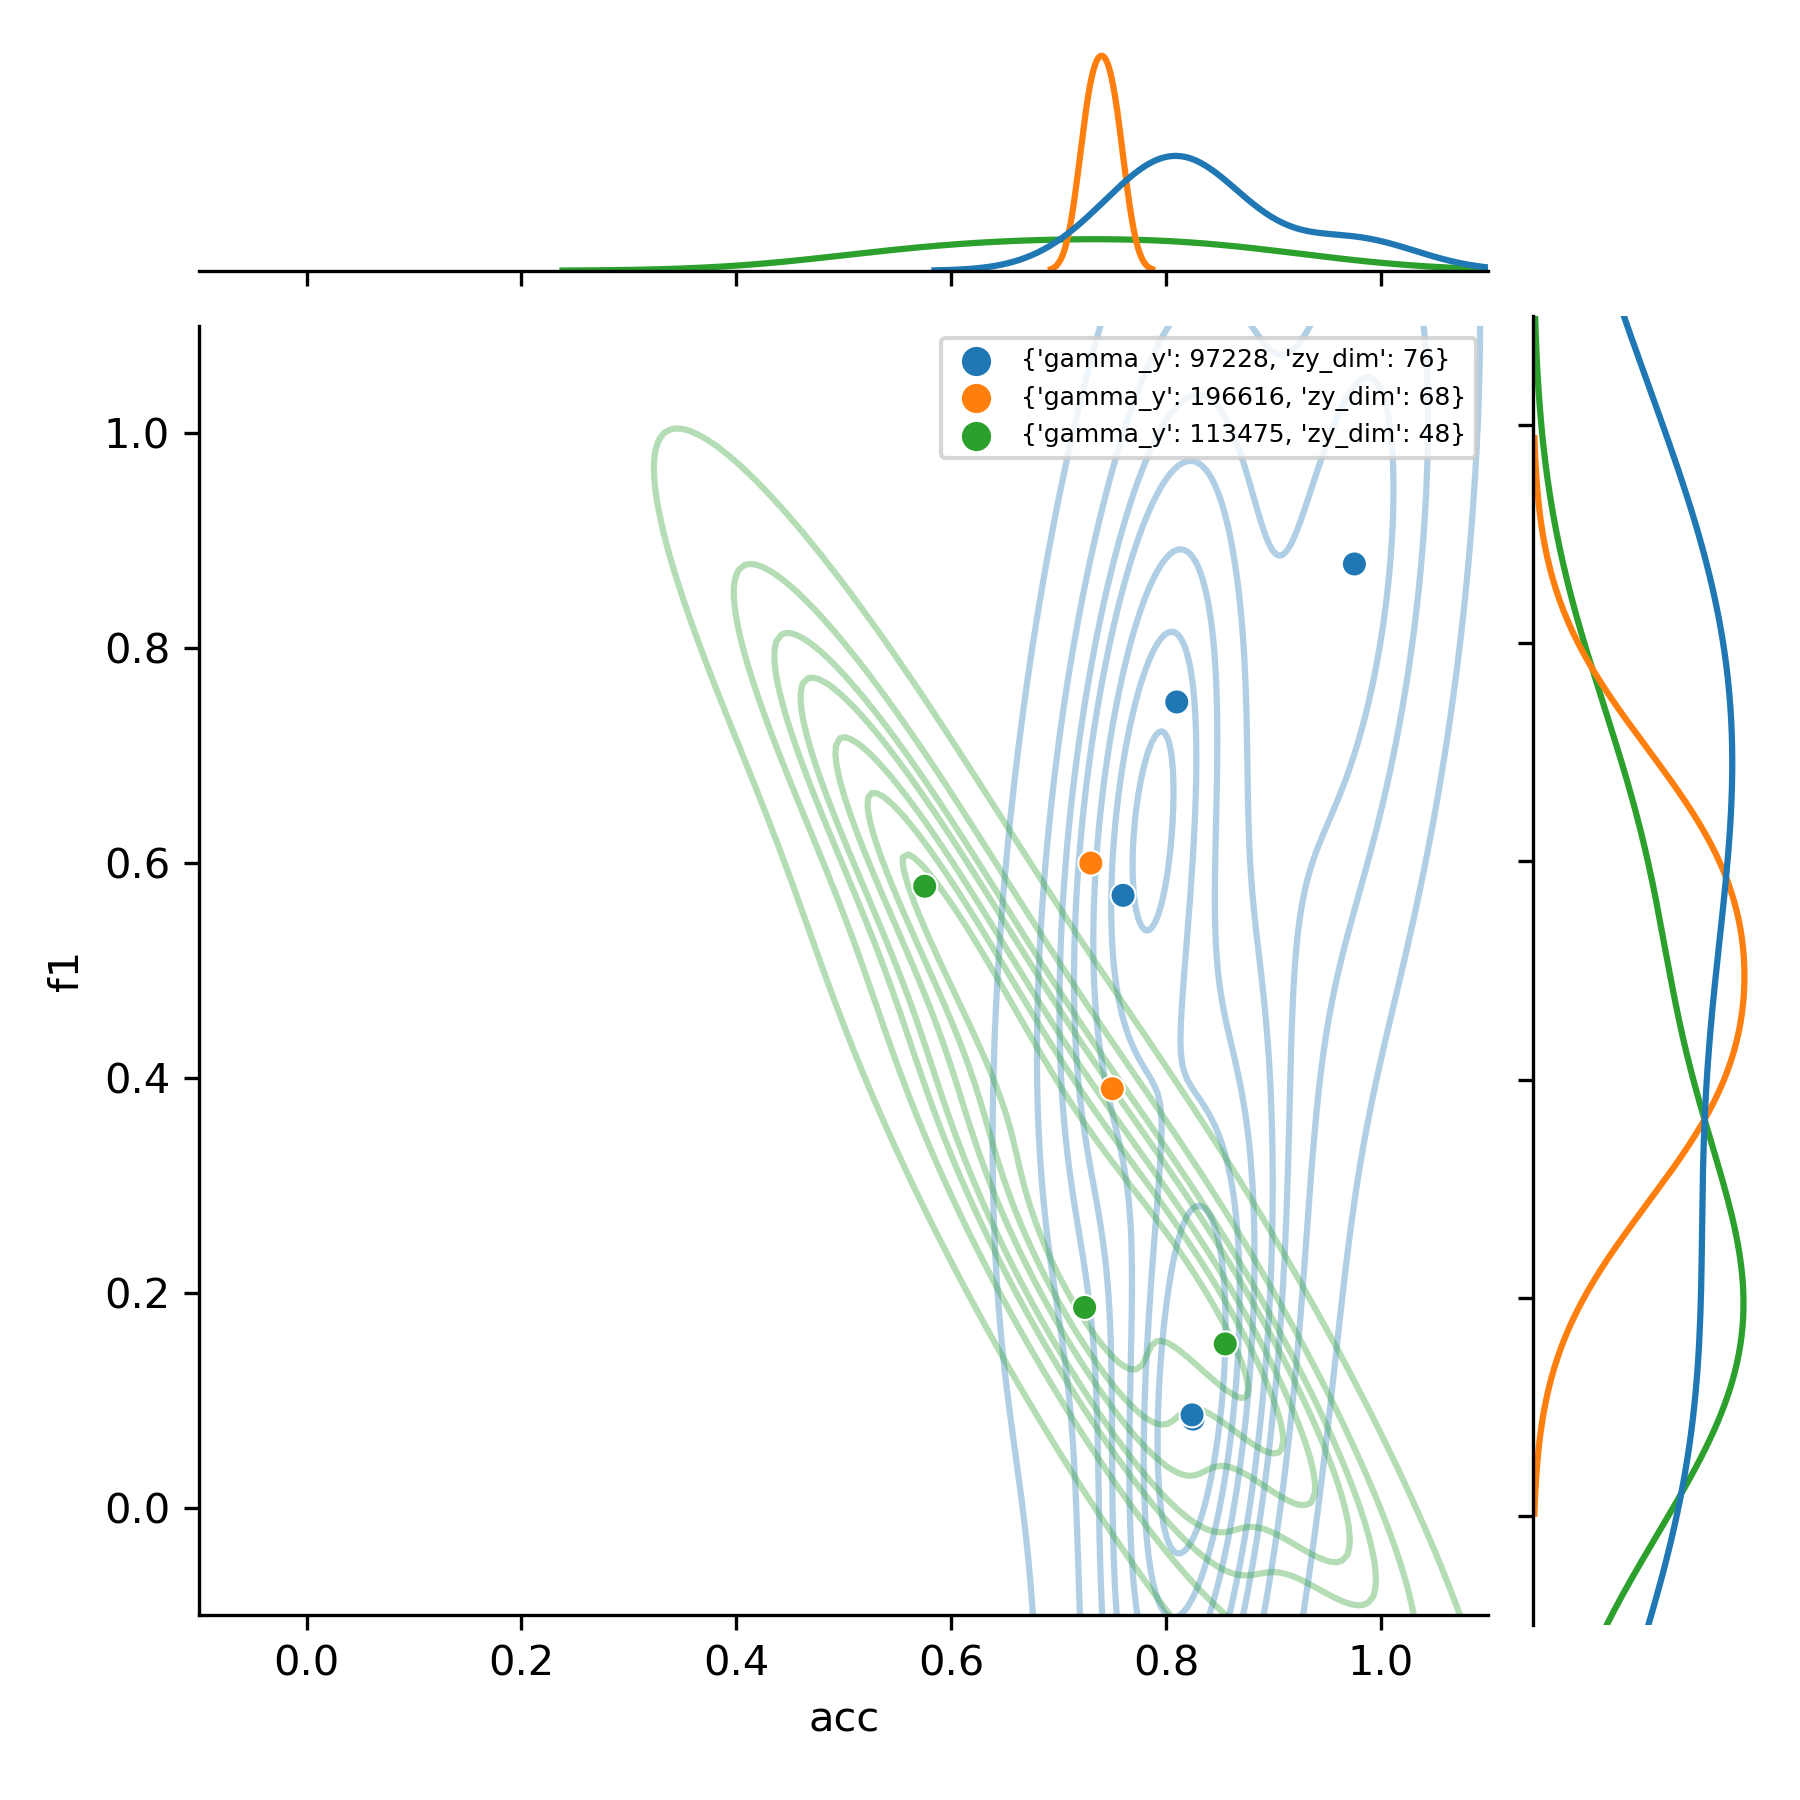 {'gamma_y': 97228, 'zy_dim': 76}
{'gamma_y': 196616, 'zy_dim': 68}
{'gamma_y': 113475, 'zy_dim': 48}
1.0
0.8
0.6
0.4
0.2
0.0
f1
0.0 0.2 0.4 0.6 0.8 1.0
acc